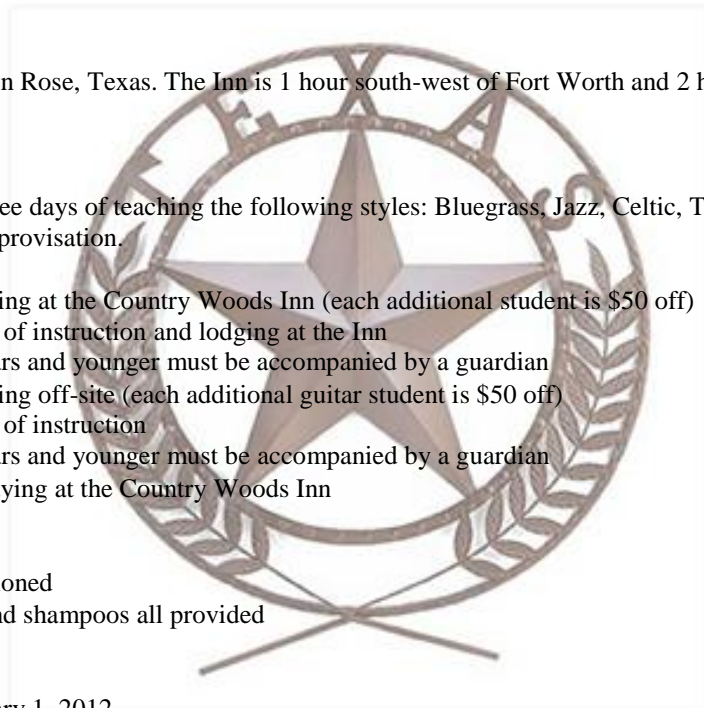 n Rose, Texas. The Inn is 1 hour south-west of Fort Worth and 2 h
TEXAS
ee days of teaching the following styles: Bluegrass, Jazz, Celtic, T
provisation.
ing at the Country Woods Inn (each additional student is $50 off)
of instruction and lodging at the Inn
ars and younger must be accompanied by a guardian
ing off-site (each additional guitar student is $50 off)
of instruction
ars and younger must be accompanied by a guardian
ying at the Country Woods Inn
ioned
nd shampoos all provided